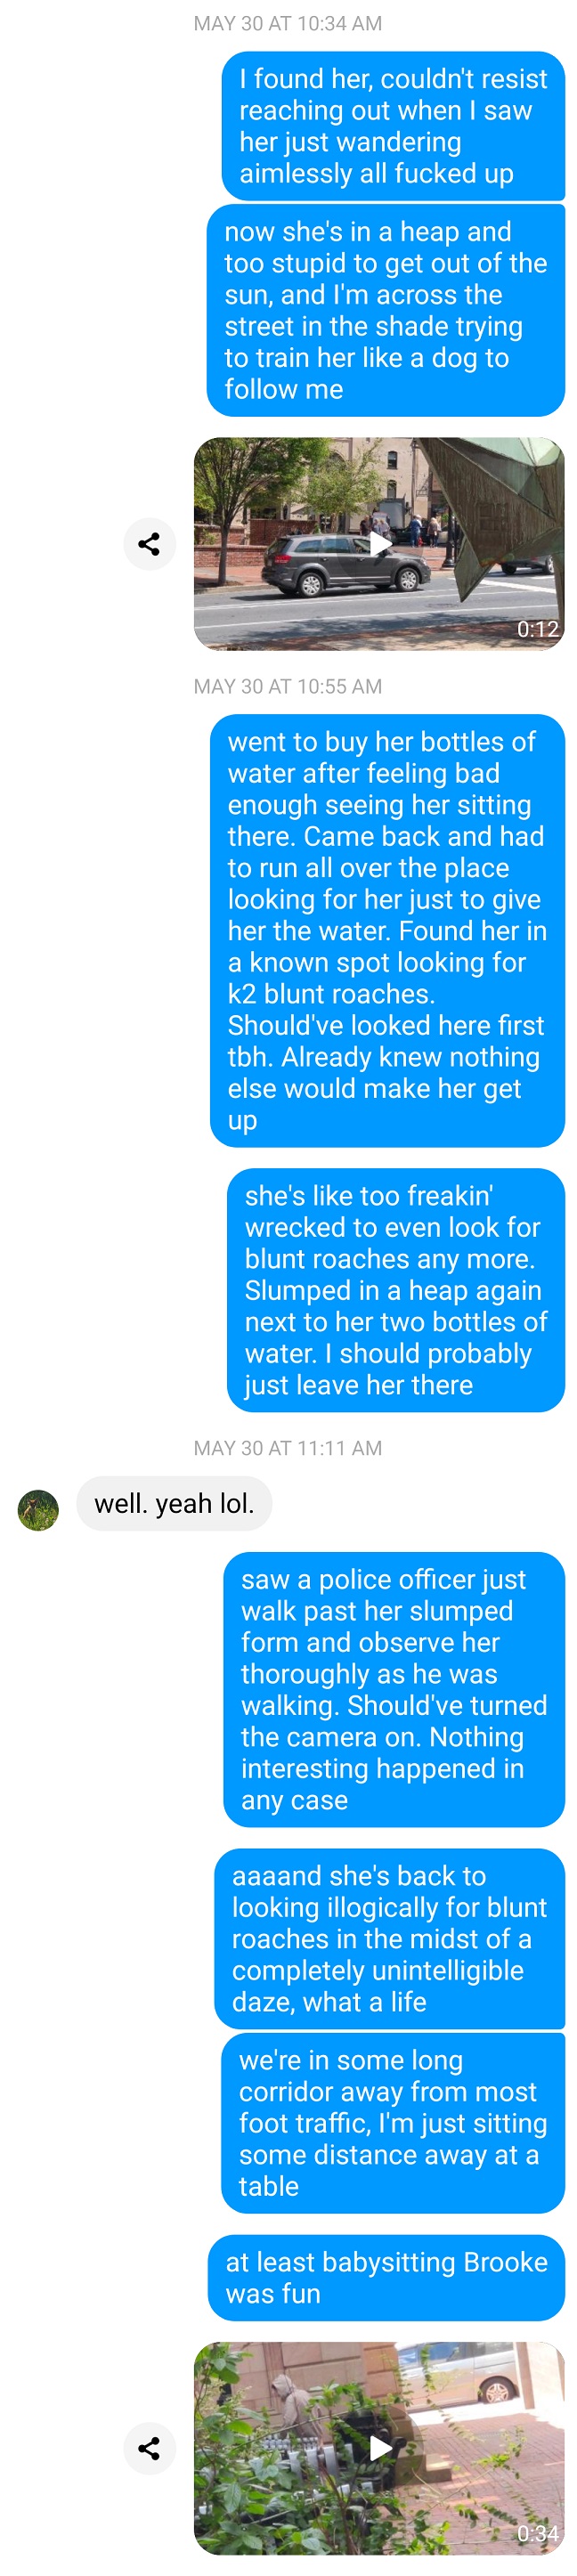 MAY 30 AT 10:34 AM
I found her, couldn't resist
reaching out when I saw
her just wandering
aimlessly all fucked up
now she's in a heap and
too stupid to get out of the
sun, and I'm across the
street in the shade trying
to train her like a dog to
follow me
0:12
MAY 30 AT 10:55 AM
went to buy her bottles of
water after feeling bad
enough seeing her sitting
there. Came back and had
to run all over the place
looking for her just to give
her the water. Found her in
a known spot looking for
k2 blunt roaches.
Should've looked here first
tbh. Already knew nothing
else would make her get
up
she's like too freakin'
wrecked to even look for
blunt roaches any more.
Slumped in a heap again
next to her two bottles of
water. I should probably
just leave her there
MAY 30 AT 11:11 AM
well. yeah lol.
saw a police officer just
walk past her slumped
form and observe her
thoroughly as he was
walking. Should've turned
the camera on. Nothing
interesting happened in
any case
aaaand she's back to
looking illogically for blunt
roaches in the midst of a
completely unintelligible
daze, what a life
we're in some long
corridor away from most
foot traffic, I'm just sitting
some distance away at a
table
at least babysitting Brooke
was fun
0:34